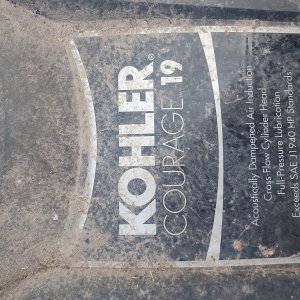 KOHLER®
COURAGE 19
Acoustically Dampened Air Induction
Cross-Flow Cylinder Head
Full-Pressure Lubrication
Exceeds SAE J1940 HP Standards